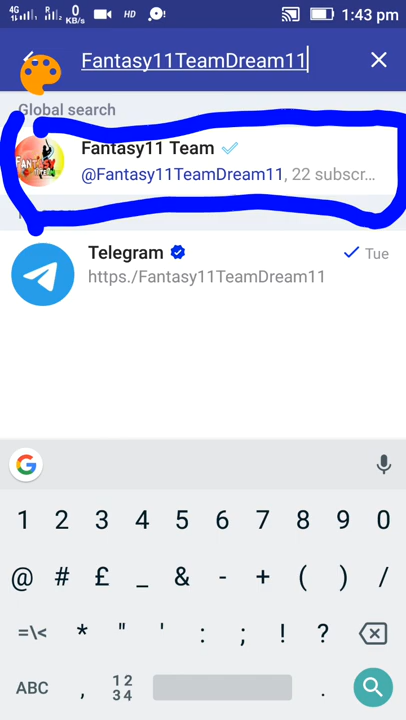 4G R R 0 KB/s HD 1:43 pm
Fantasy11TeamDream11
Global search
Fantasy11 Team
@Fantasy11TeamDream11, 22 subscr...
Telegram Tue
https./Fantasy11TeamDream11
1 2 3 4 5 6 7 8 9 0
@ # £ _ & - + ( ) /
=\< * " ' : ; ! ?
ABC , 12 34 .